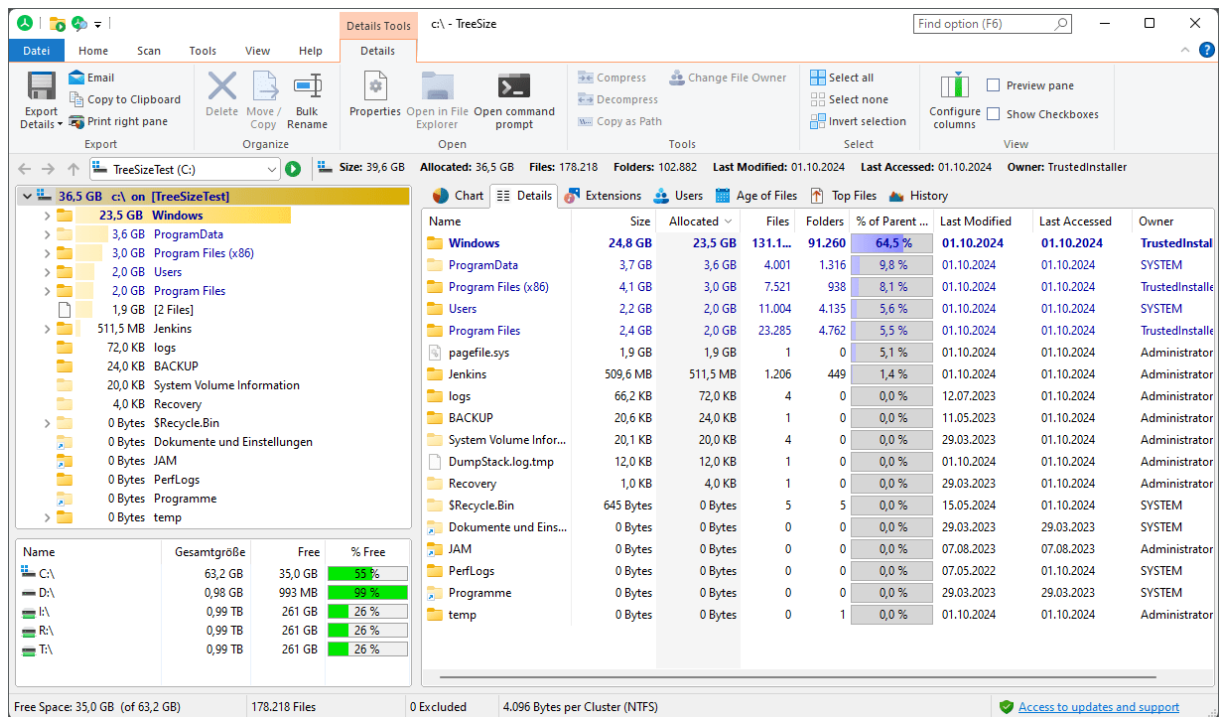 Details Tools c:\ - TreeSize Find option (F6)
Datei Home Scan Tools View Help Details
Export Details Email Copy to Clipboard Print right pane Export
Delete Move / Copy Bulk Rename Organize
Properties Open in File Explorer Open command prompt Open
Compress Decompress Copy as Path Change File Owner Tools
Select all Select none Invert selection Select
Configure columns Preview pane Show Checkboxes View
TreeSizeTest (C:) Size: 39,6 GB Allocated: 36,5 GB Files: 178.218 Folders: 102.882 Last Modified: 01.10.2024 Last Accessed: 01.10.2024 Owner: TrustedInstaller
36,5 GB c:\ on [TreeSizeTest]
23,5 GB Windows
3,6 GB ProgramData
3,0 GB Program Files (x86)
2,0 GB Users
2,0 GB Program Files
1,9 GB [2 Files]
511,5 MB Jenkins
72,0 KB logs
24,0 KB BACKUP
20,0 KB System Volume Information
4,0 KB Recovery
0 Bytes $Recycle.Bin
0 Bytes Dokumente und Einstellungen
0 Bytes JAM
0 Bytes PerfLogs
0 Bytes Programme
0 Bytes temp
Name Gesamtgröße Free % Free
C:\ 63,2 GB 35,0 GB 55 %
D:\ 0,98 GB 993 MB 99 %
I:\ 0,99 TB 261 GB 26 %
R:\ 0,99 TB 261 GB 26 %
T:\ 0,99 TB 261 GB 26 %
Chart Details Extensions Users Age of Files Top Files History
Name Size Allocated Files Folders % of Parent ... Last Modified Last Accessed Owner
Windows 24,8 GB 23,5 GB 131.1... 91.260 64,5 % 01.10.2024 01.10.2024 TrustedInstal
ProgramData 3,7 GB 3,6 GB 4.001 1.316 9,8 % 01.10.2024 01.10.2024 SYSTEM
Program Files (x86) 4,1 GB 3,0 GB 7.521 938 8,1 % 01.10.2024 01.10.2024 TrustedInstalle
Users 2,2 GB 2,0 GB 11.004 4.135 5,6 % 01.10.2024 01.10.2024 SYSTEM
Program Files 2,4 GB 2,0 GB 23.285 4.762 5,5 % 01.10.2024 01.10.2024 TrustedInstalle
pagefile.sys 1,9 GB 1,9 GB 1 0 5,1 % 01.10.2024 01.10.2024 Administrator
Jenkins 509,6 MB 511,5 MB 1.206 449 1,4 % 01.10.2024 01.10.2024 Administrator
logs 66,2 KB 72,0 KB 4 0 0,0 % 12.07.2023 01.10.2024 Administrator
BACKUP 20,6 KB 24,0 KB 1 0 0,0 % 11.05.2023 01.10.2024 Administrator
System Volume Infor... 20,1 KB 20,0 KB 4 0 0,0 % 29.03.2023 01.10.2024 Administrator
DumpStack.log.tmp 12,0 KB 12,0 KB 1 0 0,0 % 01.10.2024 01.10.2024 Administrator
Recovery 1,0 KB 4,0 KB 1 0 0,0 % 29.03.2023 01.10.2024 Administrator
$Recycle.Bin 645 Bytes 0 Bytes 5 5 0,0 % 15.05.2024 01.10.2024 SYSTEM
Dokumente und Eins... 0 Bytes 0 Bytes 0 0 0,0 % 29.03.2023 29.03.2023 SYSTEM
JAM 0 Bytes 0 Bytes 0 0 0,0 % 07.08.2023 07.08.2023 Administrator
PerfLogs 0 Bytes 0 Bytes 0 0 0,0 % 07.05.2022 01.10.2024 SYSTEM
Programme 0 Bytes 0 Bytes 0 0 0,0 % 29.03.2023 29.03.2023 SYSTEM
temp 0 Bytes 0 Bytes 0 1 0,0 % 01.10.2024 01.10.2024 Administrator
Free Space: 35,0 GB (of 63,2 GB) 178.218 Files 0 Excluded 4.096 Bytes per Cluster (NTFS) Access to updates and support